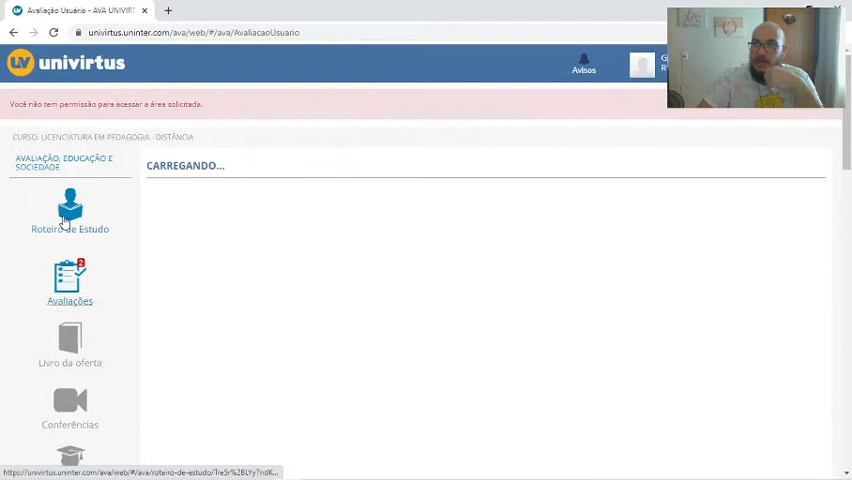 Avaliação Usuário - AVA UNIVIRT
univirtus.uninter.com/ava/web/#/ava/AvaliacaoUsuario
univirtus
Avisos
Você não tem permissão para acessar a área solicitada.
CURSO: LICENCIATURA EM PEDAGOGIA - DISTÂNCIA
AVALIAÇÃO, EDUCAÇÃO E
SOCIEDADE
CARREGANDO...
Roteiro de Estudo
2
Avaliações
Livro da oferta
Conferências